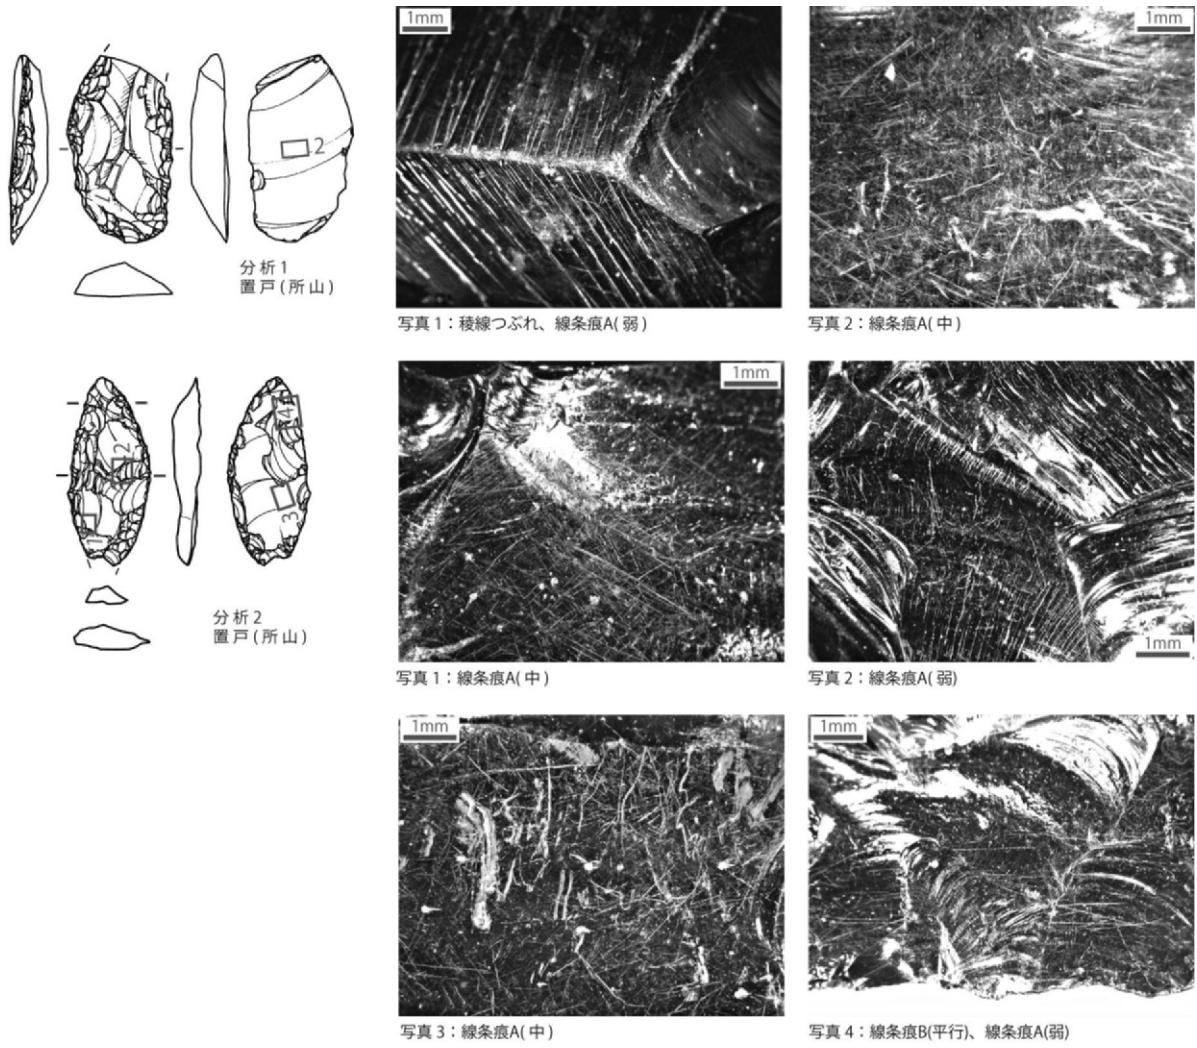 1mm
1mm
2
1
分析1
置戸(所山)
写真1：稜線つぶれ、線条痕A(弱)
写真2：線条痕A(中)
1mm
1mm
4
2
3
1
分析2
置戸(所山)
写真1：線条痕A(中)
写真2：線条痕A(弱)
1mm
1mm
写真3：線条痕A(中)
写真4：線条痕B(平行)、線条痕A(弱)